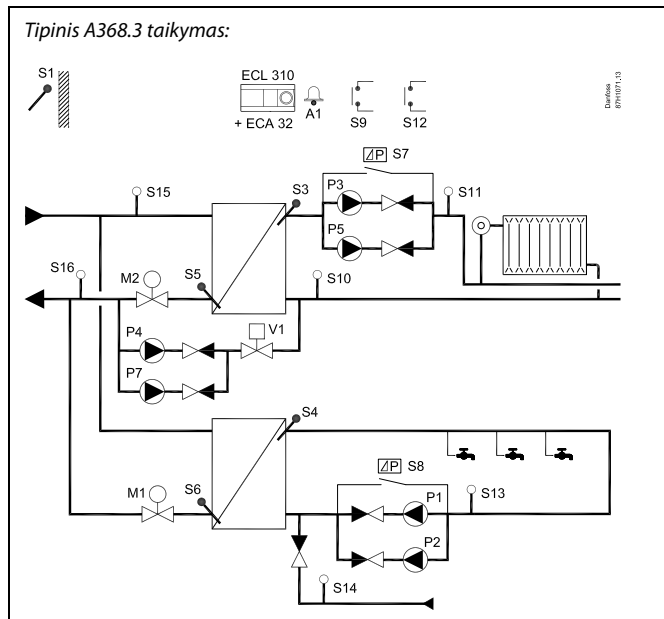 Tipinis A368.3 taikymas:
S1
ECL 310
+ ECA 32
A1
S9
S12
Danfoss
87H1071.13
P S7
S15
S3
P3
S11
P5
S16
M2
S5
S10
P4
V1
P7
S4
P S8
M1
S6
P1
S13
P2
S14